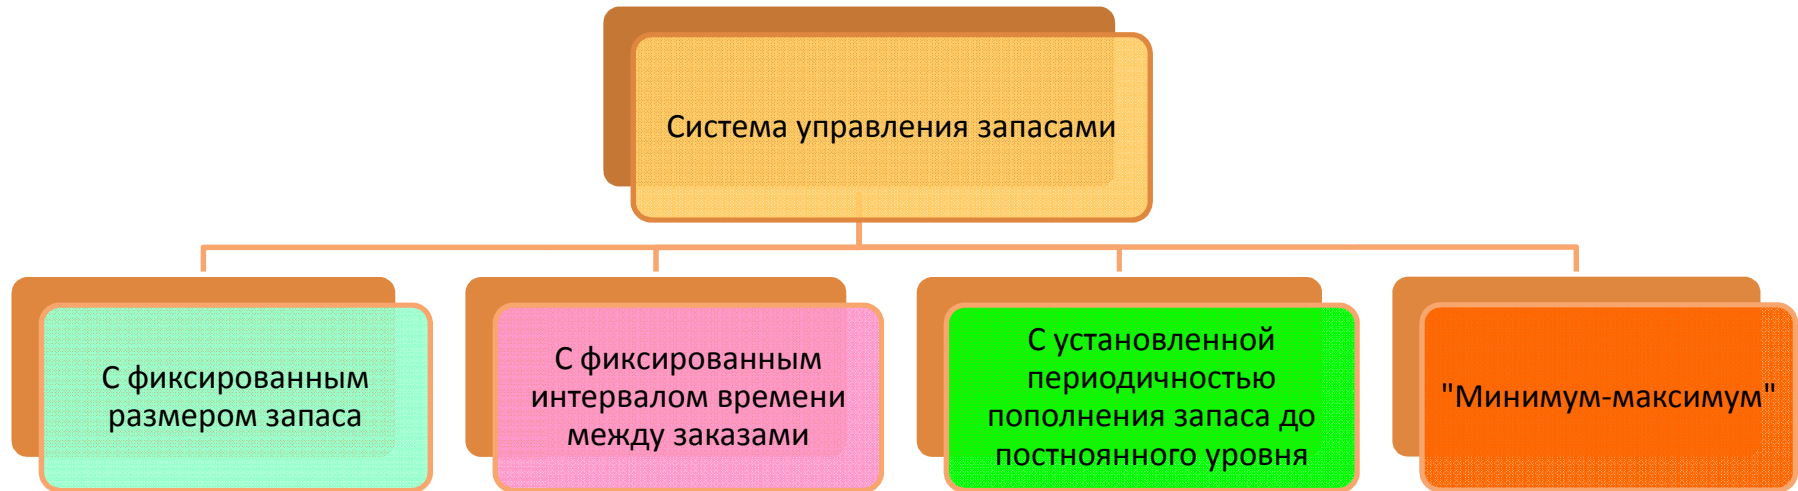 Система управления запасами
С фиксированным
размером запаса
С фиксированным
интервалом времени
между заказами
С установленной
периодичностью
пополнения запаса до
постноянного уровня
"Минимум-максимум"